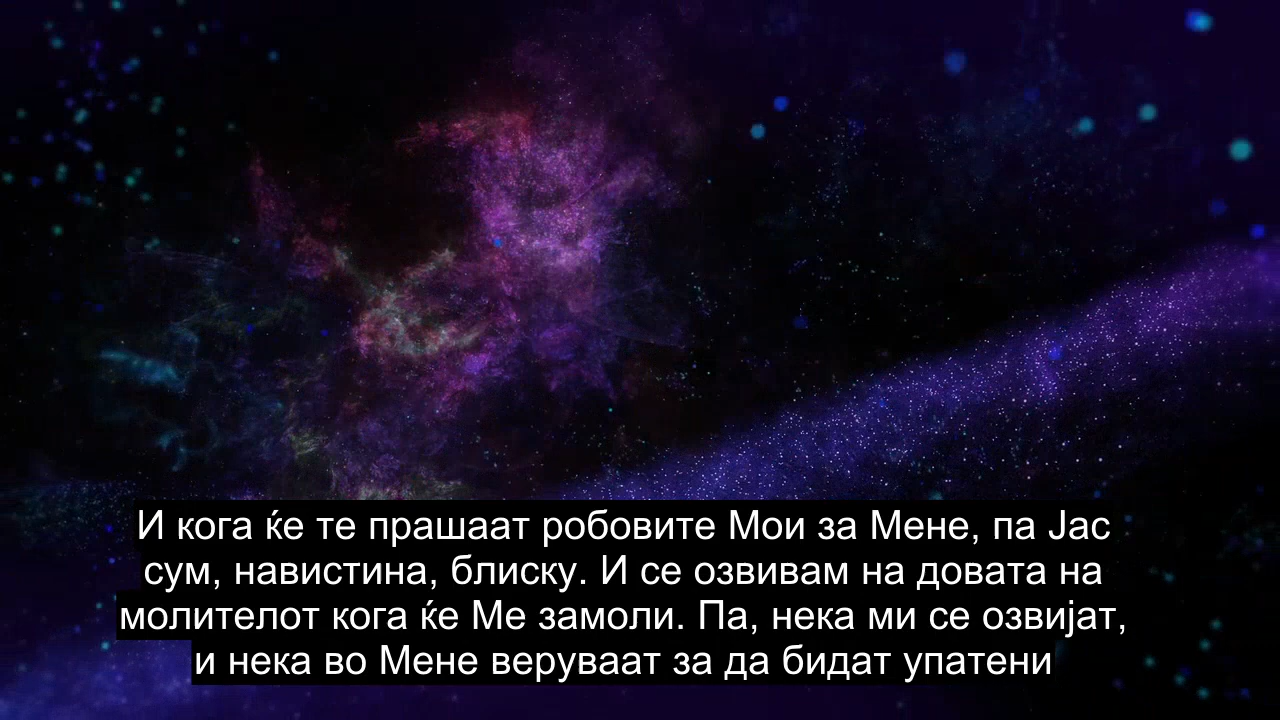 И кога ќе те прашаат робовите Мои за Мене, па Јас
сум, навистина, блиску. И се озвивам на довата на
молителот кога ќе Ме замоли. Па, нека ми се озвијат,
и нека во Мене веруваат за да бидат упатени